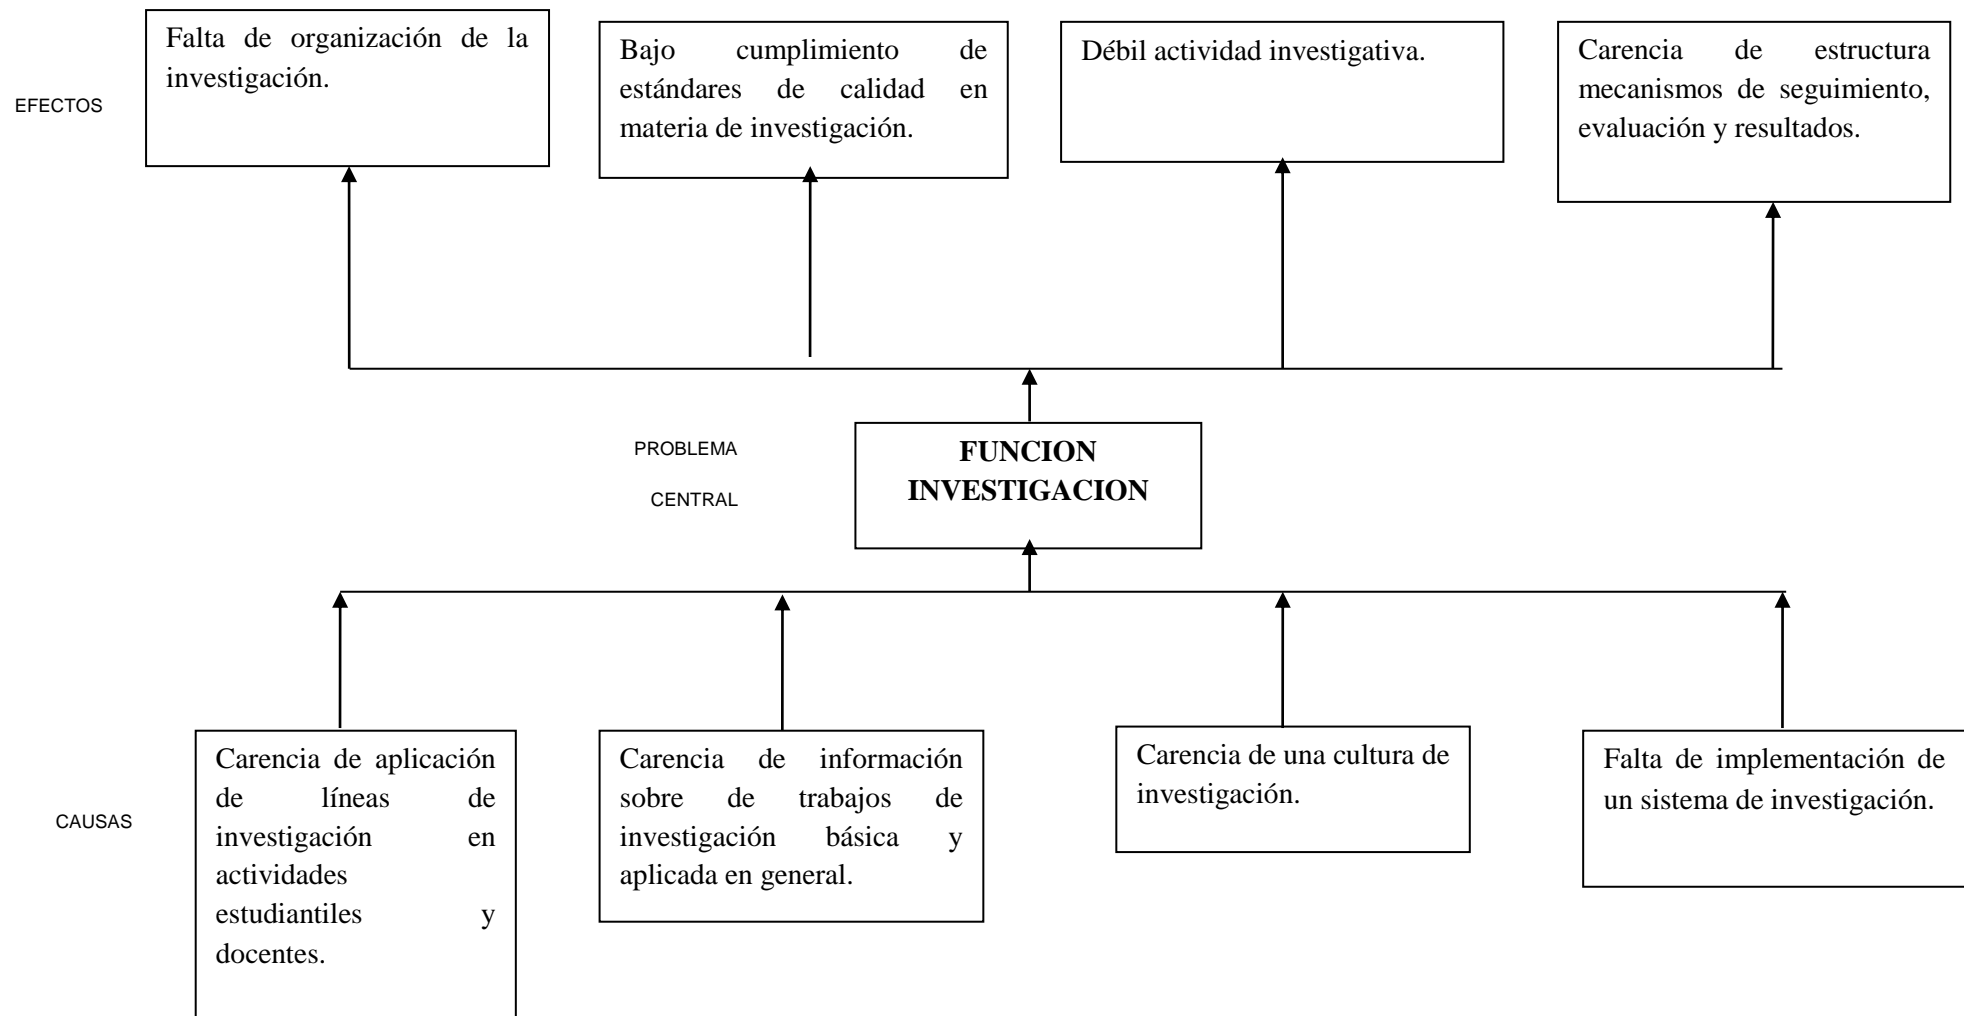 EFECTOS
Falta de organización de la
investigación.
Bajo cumplimiento de
estándares de calidad en
materia de investigación.
Débil actividad investigativa.
Carencia de estructura
mecanismos de seguimiento,
evaluación y resultados.
PROBLEMA
CENTRAL
FUNCION
INVESTIGACION
CAUSAS
Carencia de aplicación
de líneas de
investigación en
actividades
estudiantiles y
docentes.
Carencia de información
sobre de trabajos de
investigación básica y
aplicada en general.
Carencia de una cultura de
investigación.
Falta de implementación de
un sistema de investigación.